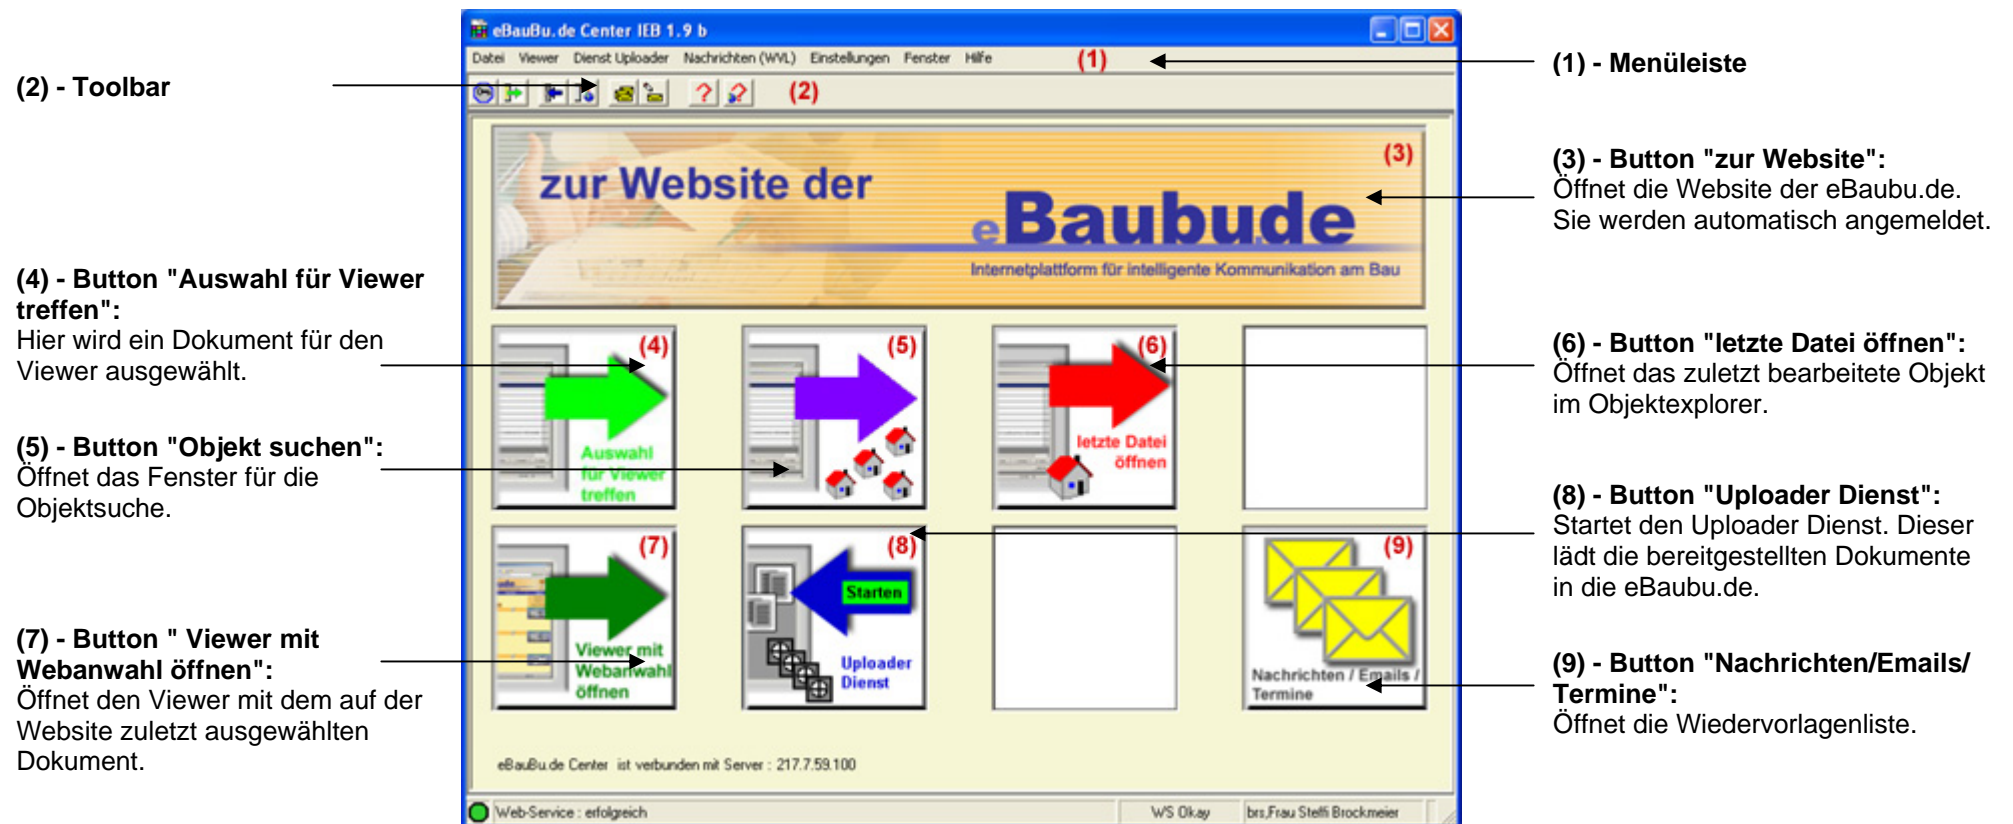 (2) - Toolbar
(4) - Button "Auswahl für Viewer
treffen":
Hier wird ein Dokument für den
Viewer ausgewählt.
(5) - Button "Objekt suchen":
Öffnet das Fenster für die
Objektsuche.
(7) - Button " Viewer mit
Webanwahl öffnen":
Öffnet den Viewer mit dem auf der
Website zuletzt ausgewählten
Dokument.
eBauBu.de Center IEB 1.9 b
Datei Viewer Dienst Uploader Nachrichten (WVL) Einstellungen Fenster Hilfe (1)
(2)
(3)
zur Website der
eBaubude
Internetplattform für intelligente Kommunikation am Bau
(4)
Auswahl
für Viewer
treffen
(5)
(6)
letzte Datei
öffnen
(7)
Viewer mit
Webanwahl
öffnen
(8)
Starten
Uploader
Dienst
(9)
Nachrichten / Emails /
Termine
eBauBu.de Center ist verbunden mit Server : 217.7.59.100
Web-Service : erfolgreich WS Okay brs,Frau Steffi Brockmeier
(1) - Menüleiste
(3) - Button "zur Website":
Öffnet die Website der eBaubu.de.
Sie werden automatisch angemeldet.
(6) - Button "letzte Datei öffnen":
Öffnet das zuletzt bearbeitete Objekt
im Objektexplorer.
(8) - Button "Uploader Dienst":
Startet den Uploader Dienst. Dieser
lädt die bereitgestellten Dokumente
in die eBaubu.de.
(9) - Button "Nachrichten/Emails/
Termine":
Öffnet die Wiedervorlagenliste.